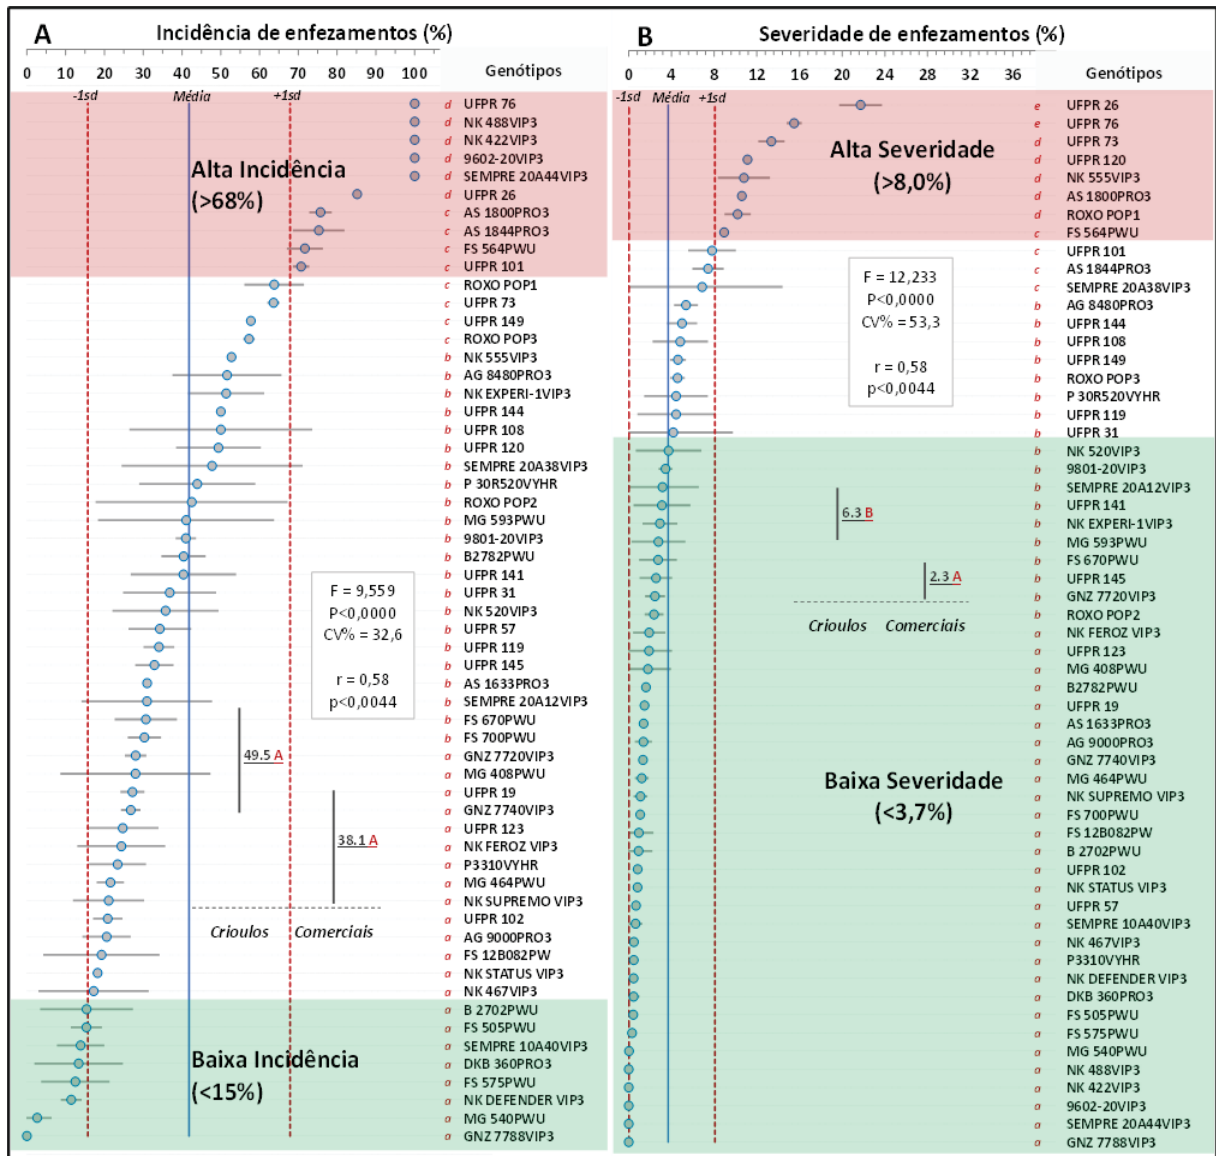 A
Incidência de enfezamentos (%)
0 10 20 30 40 50 60 70 80 90 100
Genótipos
-1sd Média +1sd
d UFPR 76
d NK 488VIP3
d NK 422VIP3
d 9602-20VIP3
d SEMPRE 20A44VIP3
d UFPR 26
c AS 1800PRO3
c AS 1844PRO3
c FS 564PWU
c UFPR 101
c ROXO POP1
c UFPR 73
c UFPR 149
c ROXO POP3
b NK 555VIP3
b AG 8480PRO3
b NK EXPERI-1VIP3
b UFPR 144
b UFPR 108
b UFPR 120
b SEMPRE 20A38VIP3
b P 30R520VYHR
b ROXO POP2
b MG 593PWU
b 9801-20VIP3
b B2782PWU
b UFPR 141
b UFPR 31
b NK 520VIP3
b UFPR 57
b UFPR 119
b UFPR 145
b AS 1633PRO3
b SEMPRE 20A12VIP3
b FS 670PWU
b FS 700PWU
a GNZ 7720VIP3
a MG 408PWU
a UFPR 19
a GNZ 7740VIP3
a UFPR 123
a NK FEROZ VIP3
a P3310VYHR
a MG 464PWU
a NK SUPREMO VIP3
a UFPR 102
a AG 9000PRO3
a FS 12B082PW
a NK STATUS VIP3
a NK 467VIP3
a B 2702PWU
a FS 505PWU
a SEMPRE 10A40VIP3
a DKB 360PRO3
a FS 575PWU
a NK DEFENDER VIP3
a MG 540PWU
a GNZ 7788VIP3
Alta Incidência
(>68%)
F = 9,559
P<0,0000
CV% = 32,6
r = 0,58
p<0,0044
49.5 A
38.1 A
Crioulos Comerciais
Baixa Incidência
(<15%)
B
Severidade de enfezamentos (%)
0 4 8 12 16 20 24 28 32 36
Genótipos
-1sd Média +1sd
e UFPR 26
e UFPR 76
d UFPR 73
d UFPR 120
d NK 555VIP3
d AS 1800PRO3
d ROXO POP1
c FS 564PWU
c UFPR 101
c AS 1844PRO3
c SEMPRE 20A38VIP3
b AG 8480PRO3
b UFPR 144
b UFPR 108
b UFPR 149
b ROXO POP3
b P 30R520VYHR
b UFPR 119
b UFPR 31
b NK 520VIP3
b 9801-20VIP3
b SEMPRE 20A12VIP3
b UFPR 141
b NK EXPERI-1VIP3
b MG 593PWU
b FS 670PWU
b UFPR 145
b GNZ 7720VIP3
b ROXO POP2
a NK FEROZ VIP3
a UFPR 123
a MG 408PWU
a B2782PWU
a UFPR 19
a AS 1633PRO3
a AG 9000PRO3
a GNZ 7740VIP3
a MG 464PWU
a NK SUPREMO VIP3
a FS 700PWU
a FS 12B082PW
a B 2702PWU
a UFPR 102
a NK STATUS VIP3
a UFPR 57
a SEMPRE 10A40VIP3
a NK 467VIP3
a P3310VYHR
a NK DEFENDER VIP3
a DKB 360PRO3
a FS 505PWU
a FS 575PWU
a MG 540PWU
a NK 488VIP3
a NK 422VIP3
a 9602-20VIP3
a SEMPRE 20A44VIP3
a GNZ 7788VIP3
Alta Severidade
(>8,0%)
F = 12,233
P<0,0000
CV% = 53,3
r = 0,58
p<0,0044
6.3 B
2.3 A
Crioulos Comerciais
Baixa Severidade
(<3,7%)